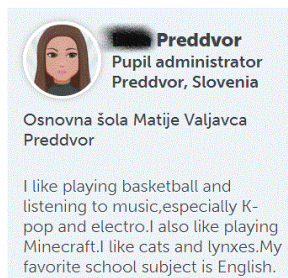 Preddvor
Pupil administrator
Preddvor, Slovenia
Osnovna šola Matije Valjavca
Preddvor
I like playing basketball and
listening to music,especially K-
pop and electro.I also like playing
Minecraft.I like cats and lynxes.My
favorite school subject is English.